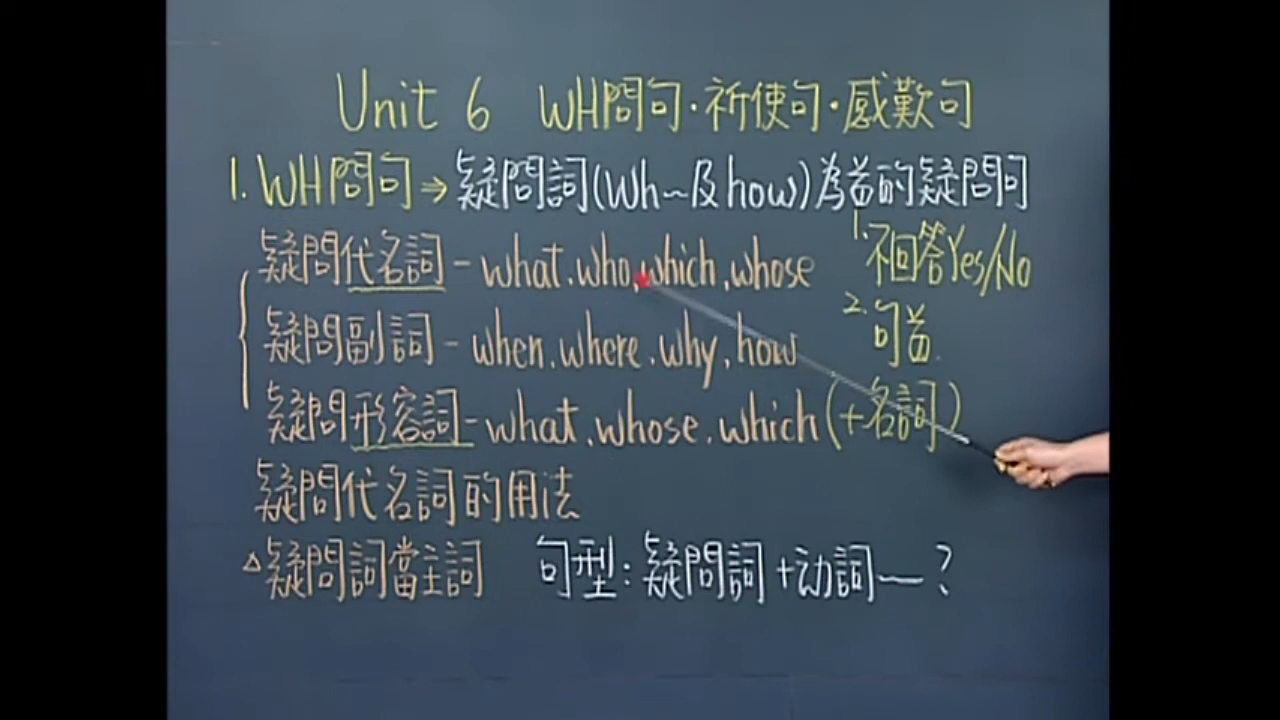 Unit 6 WH問句·祈使句·感歎句
1. WH問句⇒疑問詞(Wh~及how)為首的疑問句
疑問代名詞-what.who.which.whose
1.不回答Yes/No
疑問副詞-when.where.why.how
2.句首
疑問形容詞-what.whose.which(+名詞)
疑問代名詞的用法
△疑問詞當主詞 句型:疑問詞+动詞—?